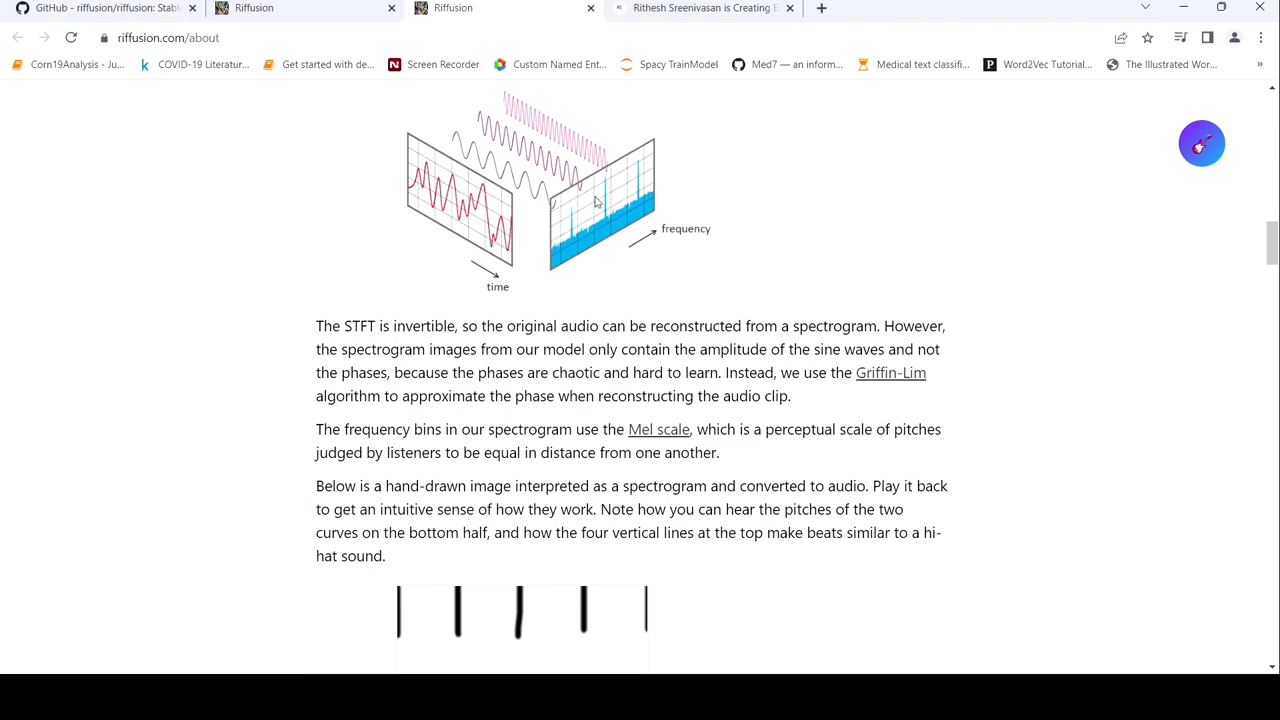 GitHub - riffusion/riffusion: Stabl
Riffusion
Riffusion
Rithesh Sreenivasan is Creating E
riffusion.com/about
Corn19Analysis - Ju...
COVID-19 Literatur...
Get started with de...
Screen Recorder
Custom Named Ent...
Spacy TrainModel
Med7 — an inform...
Medical text classifi...
Word2Vec Tutorial...
The Illustrated Wor...
»
frequency
time
The STFT is invertible, so the original audio can be reconstructed from a spectrogram. However,
the spectrogram images from our model only contain the amplitude of the sine waves and not
the phases, because the phases are chaotic and hard to learn. Instead, we use the Griffin-Lim
algorithm to approximate the phase when reconstructing the audio clip.
The frequency bins in our spectrogram use the Mel scale, which is a perceptual scale of pitches
judged by listeners to be equal in distance from one another.
Below is a hand-drawn image interpreted as a spectrogram and converted to audio. Play it back
to get an intuitive sense of how they work. Note how you can hear the pitches of the two
curves on the bottom half, and how the four vertical lines at the top make beats similar to a hi-
hat sound.